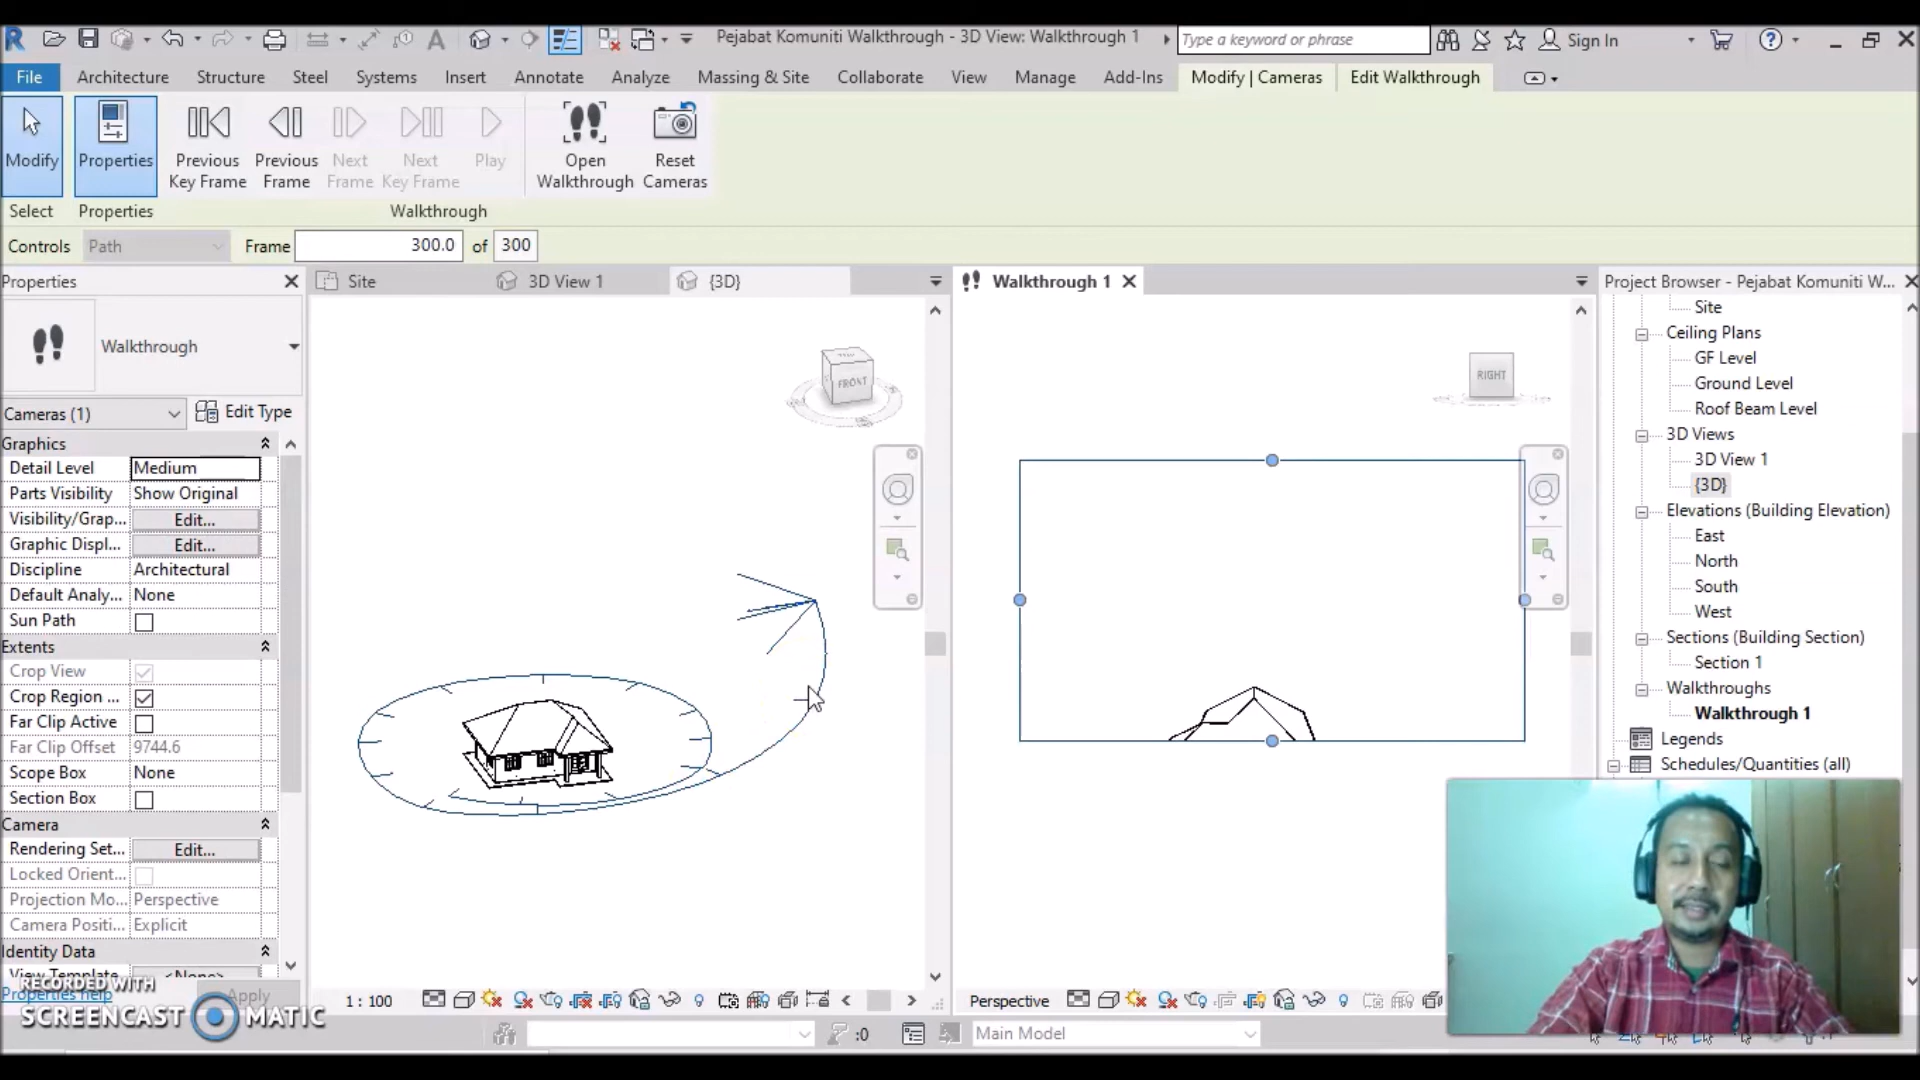 Pejabat Komuniti Walkthrough - 3D View: Walkthrough 1
Type a keyword or phrase
Sign In
File Architecture Structure Steel Systems Insert Annotate Analyze Massing & Site Collaborate View Manage Add-Ins Modify | Cameras Edit Walkthrough
Modify
Properties
Previous Key Frame
Previous Frame
Next Frame
Next Key Frame
Play
Open Walkthrough
Reset Cameras
Select
Properties
Walkthrough
Controls Path Frame 300.0 of 300
Properties
Walkthrough
Cameras (1)
Edit Type
Graphics
Detail Level Medium
Parts Visibility Show Original
Visibility/Grap... Edit...
Graphic Displ... Edit...
Discipline Architectural
Default Analy... None
Sun Path
Extents
Crop View
Crop Region ...
Far Clip Active
Far Clip Offset 9744.6
Scope Box None
Section Box
Camera
Rendering Set... Edit...
Locked Orient...
Projection Mo... Perspective
Camera Positi... Explicit
Identity Data
View Template <None>
Properties help
Apply
RECORDED WITH
SCREENCAST MATIC
Site
3D View 1
{3D}
FRONT
1 : 100
Walkthrough 1
RIGHT
Perspective
:0
Main Model
Project Browser - Pejabat Komuniti W...
Site
Ceiling Plans
GF Level
Ground Level
Roof Beam Level
3D Views
3D View 1
{3D}
Elevations (Building Elevation)
East
North
South
West
Sections (Building Section)
Section 1
Walkthroughs
Walkthrough 1
Legends
Schedules/Quantities (all)